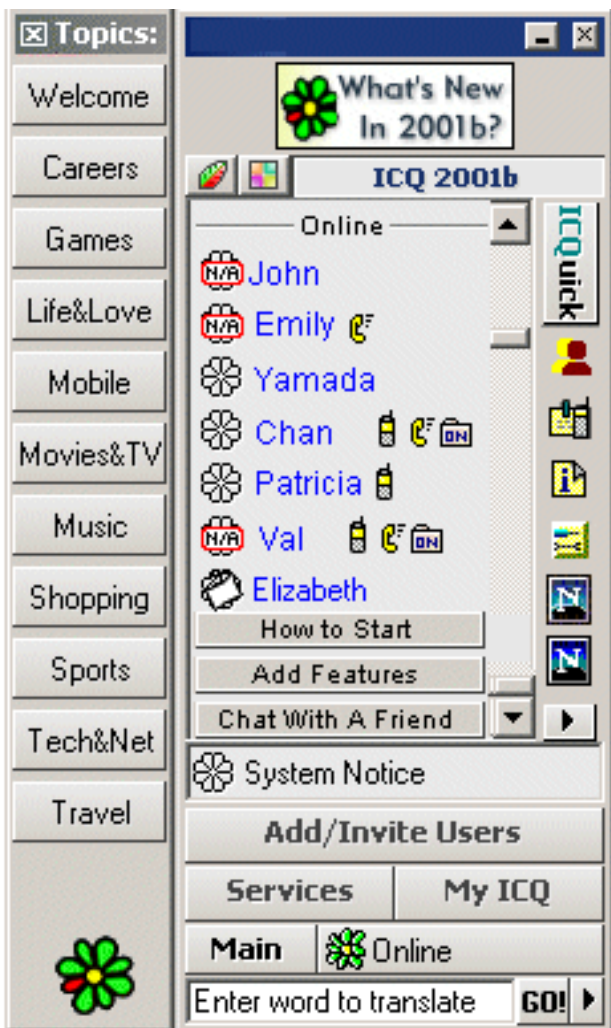 Topics:
Welcome
Careers
Games
Life&Love
Mobile
Movies&TV
Music
Shopping
Sports
Tech&Net
Travel
What's New
In 2001b?
ICQ 2001b
Online
N/A John
N/A Emily
Yamada
Chan ON
Patricia
N/A Val ON
Elizabeth
How to Start
Add Features
Chat With A Friend
ICQuick
i
N
N
System Notice
Add/Invite Users
Services My ICQ
Main Online
Enter word to translate GO!